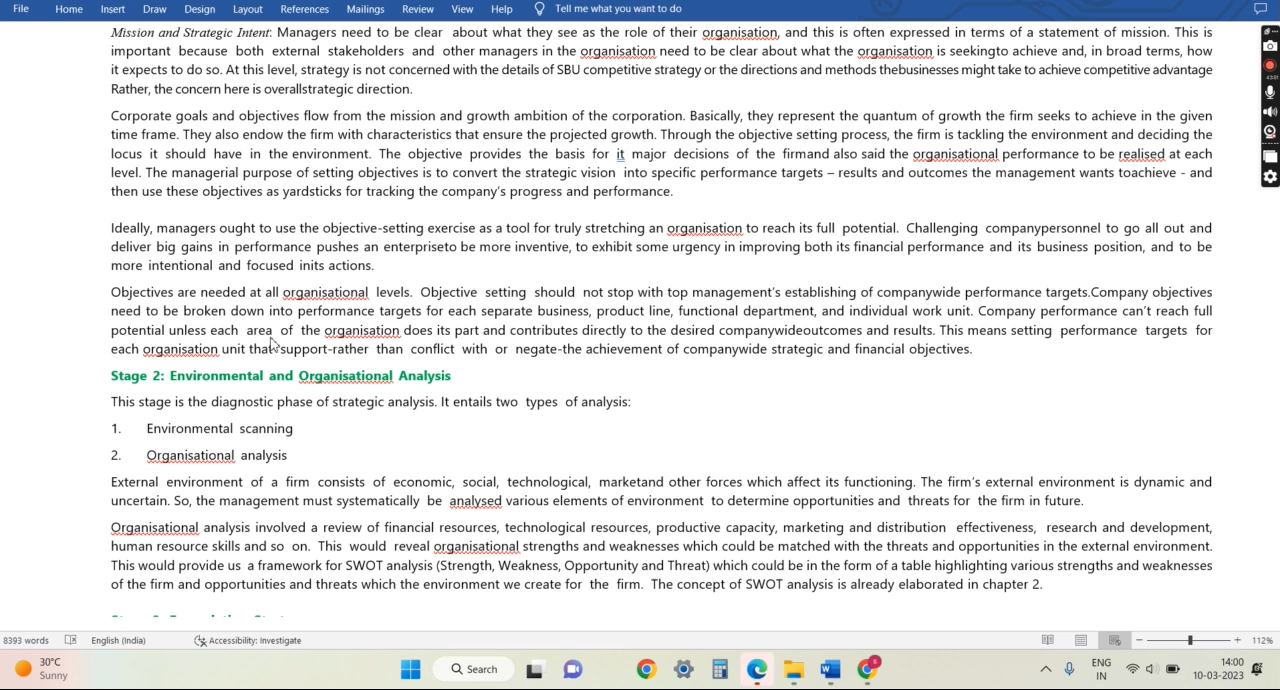 File Home Insert Draw Design Layout References Mailings Review View Help Tell me what you want to do
Mission and Strategic Intent: Managers need to be clear about what they see as the role of their organisation, and this is often expressed in terms of a statement of mission. This is
important because both external stakeholders and other managers in the organisation need to be clear about what the organisation is seekingto achieve and, in broad terms, how
it expects to do so. At this level, strategy is not concerned with the details of SBU competitive strategy or the directions and methods thebusinesses might take to achieve competitive advantage
Rather, the concern here is overallstrategic direction.
Corporate goals and objectives flow from the mission and growth ambition of the corporation. Basically, they represent the quantum of growth the firm seeks to achieve in the given
time frame. They also endow the firm with characteristics that ensure the projected growth. Through the objective setting process, the firm is tackling the environment and deciding the
locus it should have in the environment. The objective provides the basis for it major decisions of the firmand also said the organisational performance to be realised at each
level. The managerial purpose of setting objectives is to convert the strategic vision into specific performance targets – results and outcomes the management wants toachieve - and
then use these objectives as yardsticks for tracking the company's progress and performance.
Ideally, managers ought to use the objective-setting exercise as a tool for truly stretching an organisation to reach its full potential. Challenging companypersonnel to go all out and
deliver big gains in performance pushes an enterpriseto be more inventive, to exhibit some urgency in improving both its financial performance and its business position, and to be
more intentional and focused inits actions.
Objectives are needed at all organisational levels. Objective setting should not stop with top management's establishing of companywide performance targets.Company objectives
need to be broken down into performance targets for each separate business, product line, functional department, and individual work unit. Company performance can't reach full
potential unless each area of the organisation does its part and contributes directly to the desired companywideoutcomes and results. This means setting performance targets for
each organisation unit that support-rather than conflict with or negate-the achievement of companywide strategic and financial objectives.
Stage 2: Environmental and Organisational Analysis
This stage is the diagnostic phase of strategic analysis. It entails two types of analysis:
1. Environmental scanning
2. Organisational analysis
External environment of a firm consists of economic, social, technological, marketand other forces which affect its functioning. The firm's external environment is dynamic and
uncertain. So, the management must systematically be analysed various elements of environment to determine opportunities and threats for the firm in future.
Organisational analysis involved a review of financial resources, technological resources, productive capacity, marketing and distribution effectiveness, research and development,
human resource skills and so on. This would reveal organisational strengths and weaknesses which could be matched with the threats and opportunities in the external environment.
This would provide us a framework for SWOT analysis (Strength, Weakness, Opportunity and Threat) which could be in the form of a table highlighting various strengths and weaknesses
of the firm and opportunities and threats which the environment we create for the firm. The concept of SWOT analysis is already elaborated in chapter 2.
8393 words English (India) Accessibility: Investigate 112%
30°C
Sunny
Search
ENG
IN
14:00
10-03-2023